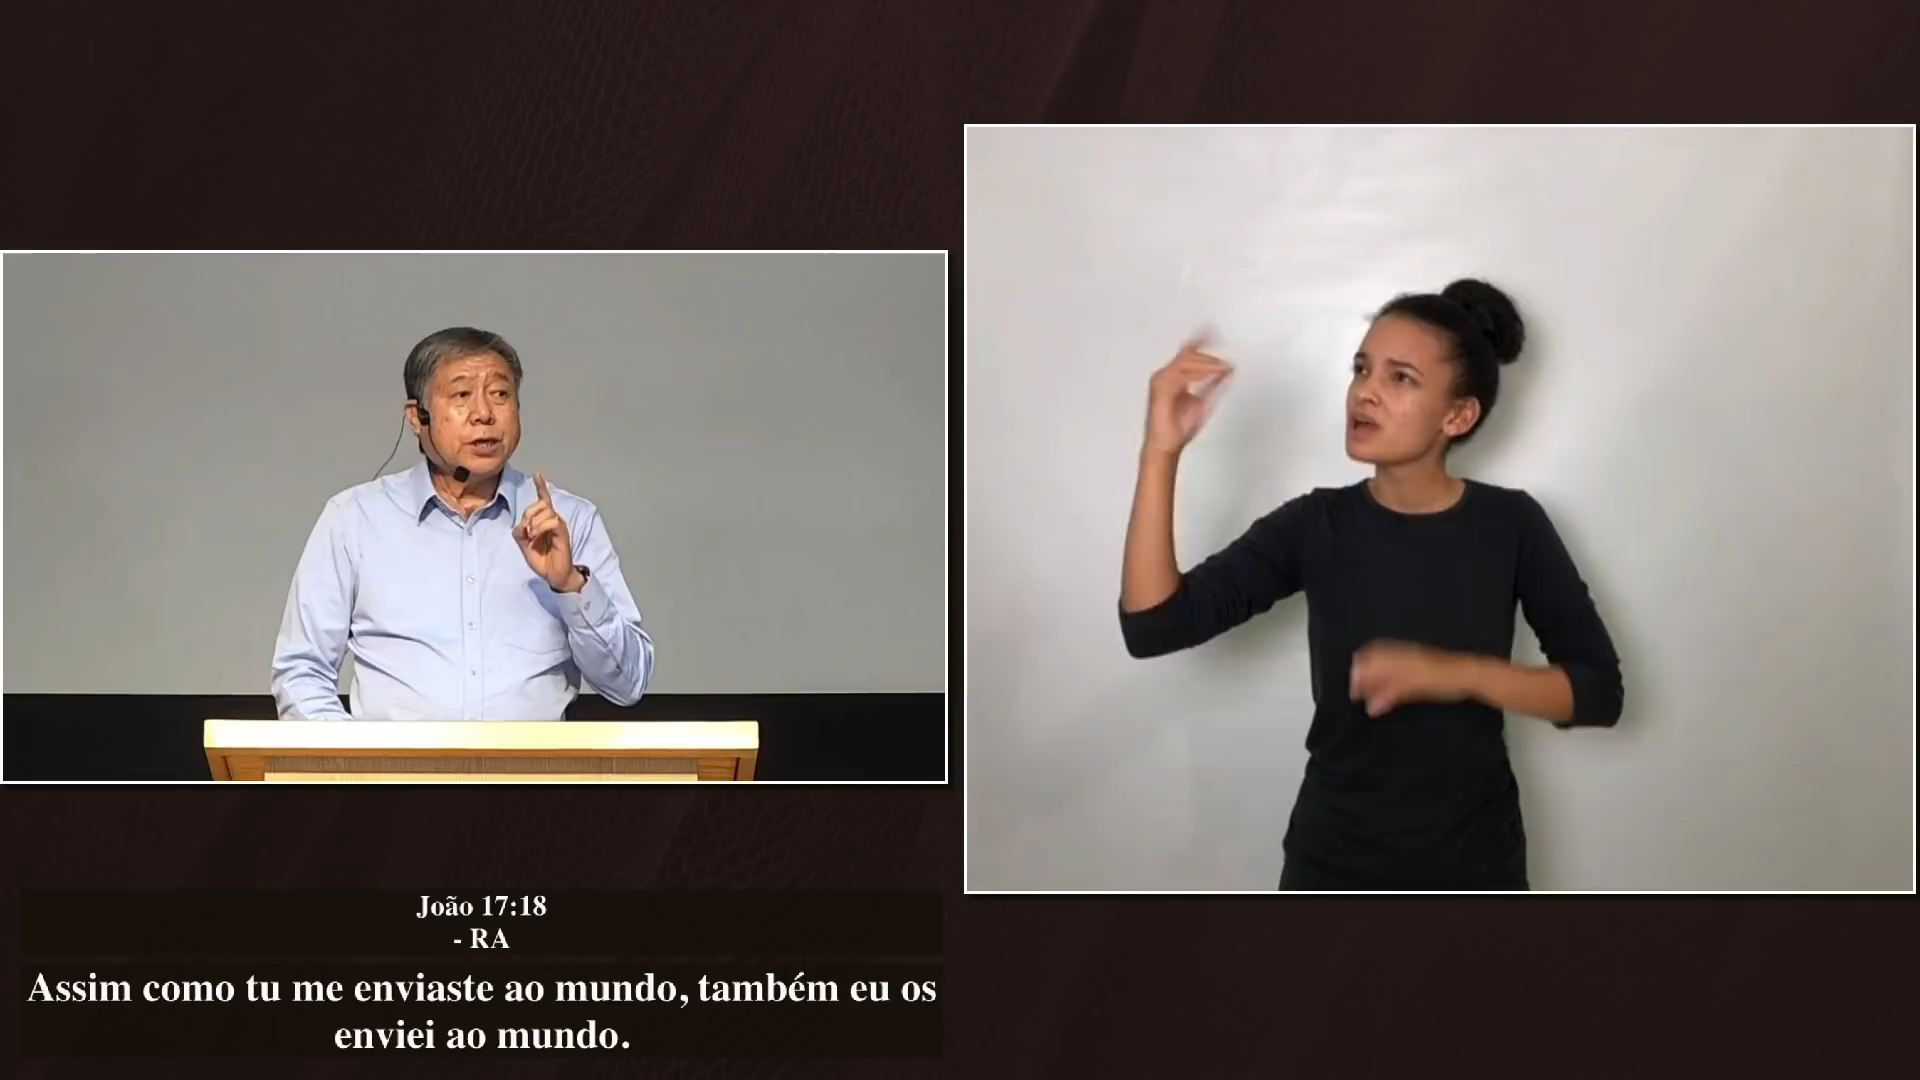 João 17:18
- RA
Assim como tu me enviaste ao mundo, também eu os
enviei ao mundo.